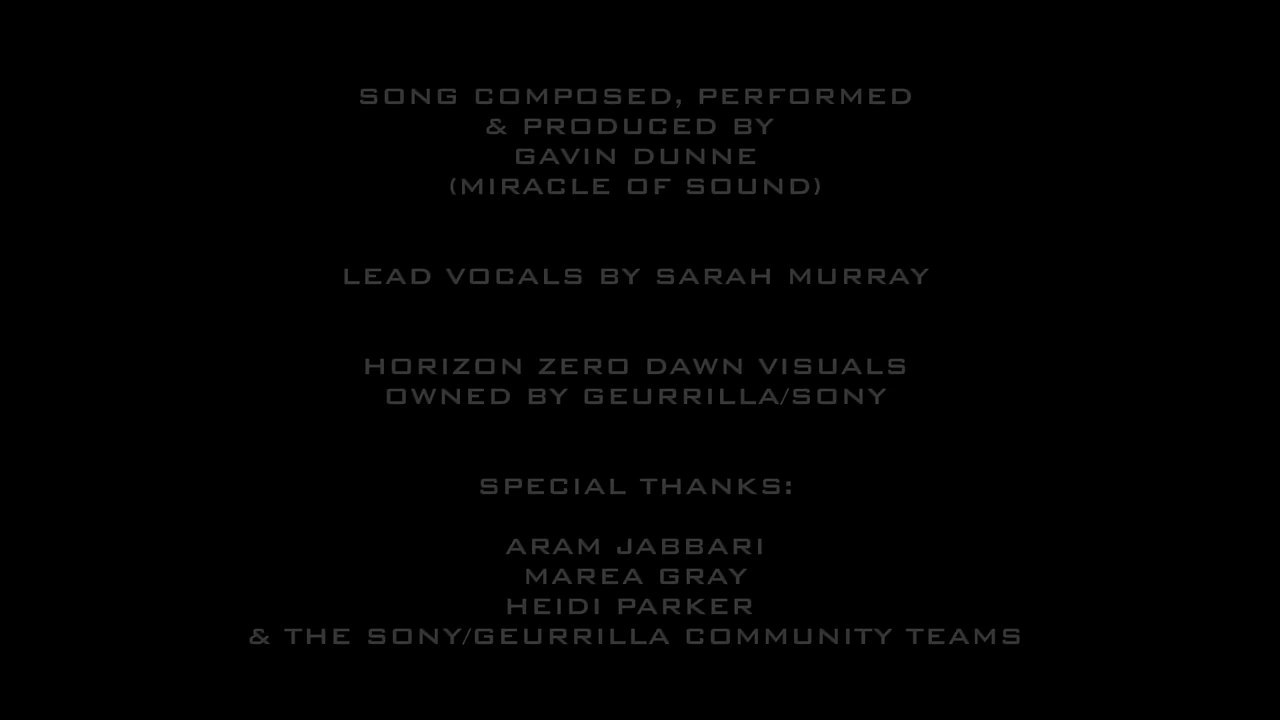 SONG COMPOSED, PERFORMED
& PRODUCED BY
GAVIN DUNNE
(MIRACLE OF SOUND)
LEAD VOCALS BY SARAH MURRAY
HORIZON ZERO DAWN VISUALS
OWNED BY GEURRILLA/SONY
SPECIAL THANKS:
ARAM JABBARI
MAREA GRAY
HEIDI PARKER
& THE SONY/GEURRILLA COMMUNITY TEAMS